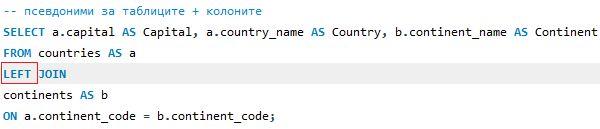 -- псевдоними за таблиците + колоните
SELECT a.capital AS Capital, a.country_name AS Country, b.continent_name AS Continent
FROM countries AS a
LEFT JOIN
continents AS b
ON a.continent_code = b.continent_code;